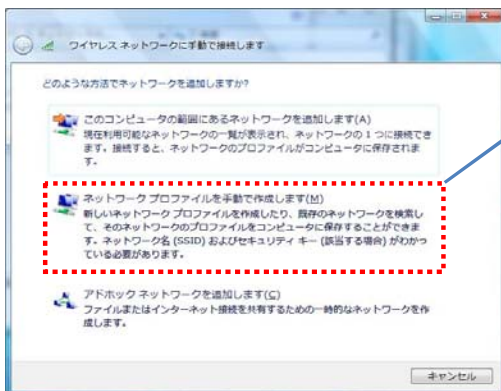 ワイヤレス ネットワークに手動で接続します
どのような方法でネットワークを追加しますか?
このコンピュータの範囲にあるネットワークを追加します(A)
現在利用可能なネットワークの一覧が表示され、ネットワークの 1 つに接続でき
ます。接続すると、ネットワークのプロファイルがコンピュータに保存されま
す。
ネットワーク プロファイルを手動で作成します(M)
新しいネットワーク プロファイルを作成したり、既存のネットワークを検索し
て、そのネットワークのプロファイルをコンピュータに保存することができま
す。ネットワーク名 (SSID) およびセキュリティ キー (該当する場合) がわかっ
ている必要があります。
アドホック ネットワークを追加します(C)
ファイルまたはインターネット接続を共有するための一時的なネットワークを作
成します。
キャンセル